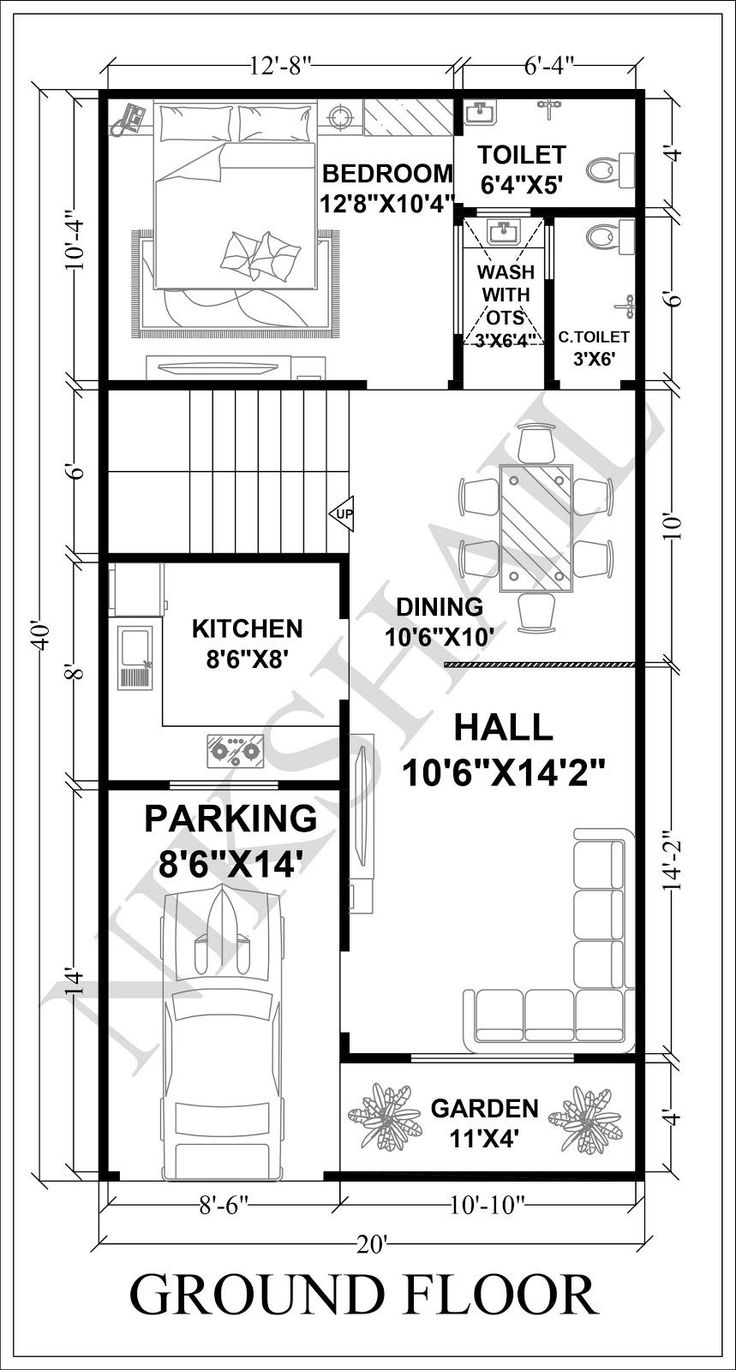 12'-8"
6'-4"
BEDROOM
12'8"X10'4"
TOILET
6'4"X5'
4'
10'-4"
WASH
WITH
OTS
3'X6'4"
C.TOILET
3'X6'
6'
6'
UP
10'
DINING
10'6"X10'
40'
KITCHEN
8'6"X8'
8'
HALL
10'6"X14'2"
14'-2"
PARKING
8'6"X14'
14'
GARDEN
11'X4'
4'
8'-6"
10'-10"
20'
GROUND FLOOR
NIKSHAIL